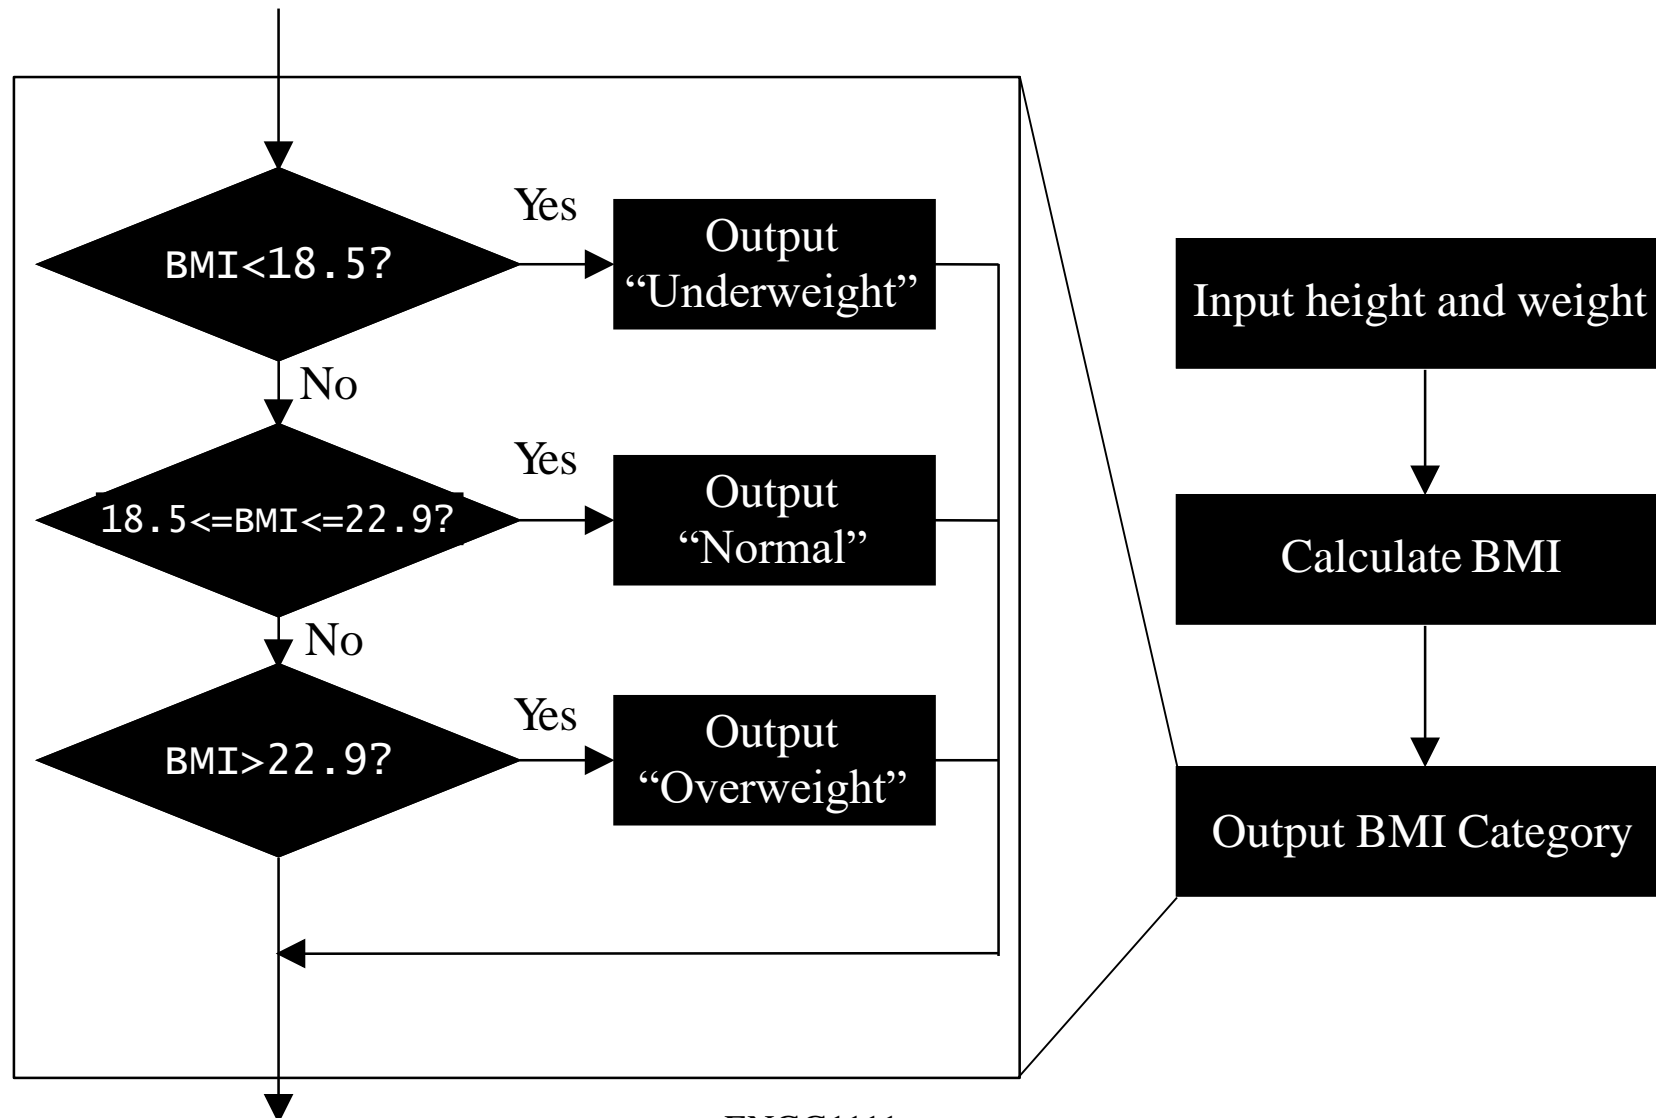 BMI<18.5?
Yes
Output
“Underweight”
No
18.5<=BMI<=22.9?
Yes
Output
“Normal”
No
BMI>22.9?
Yes
Output
“Overweight”
Input height and weight
Calculate BMI
Output BMI Category